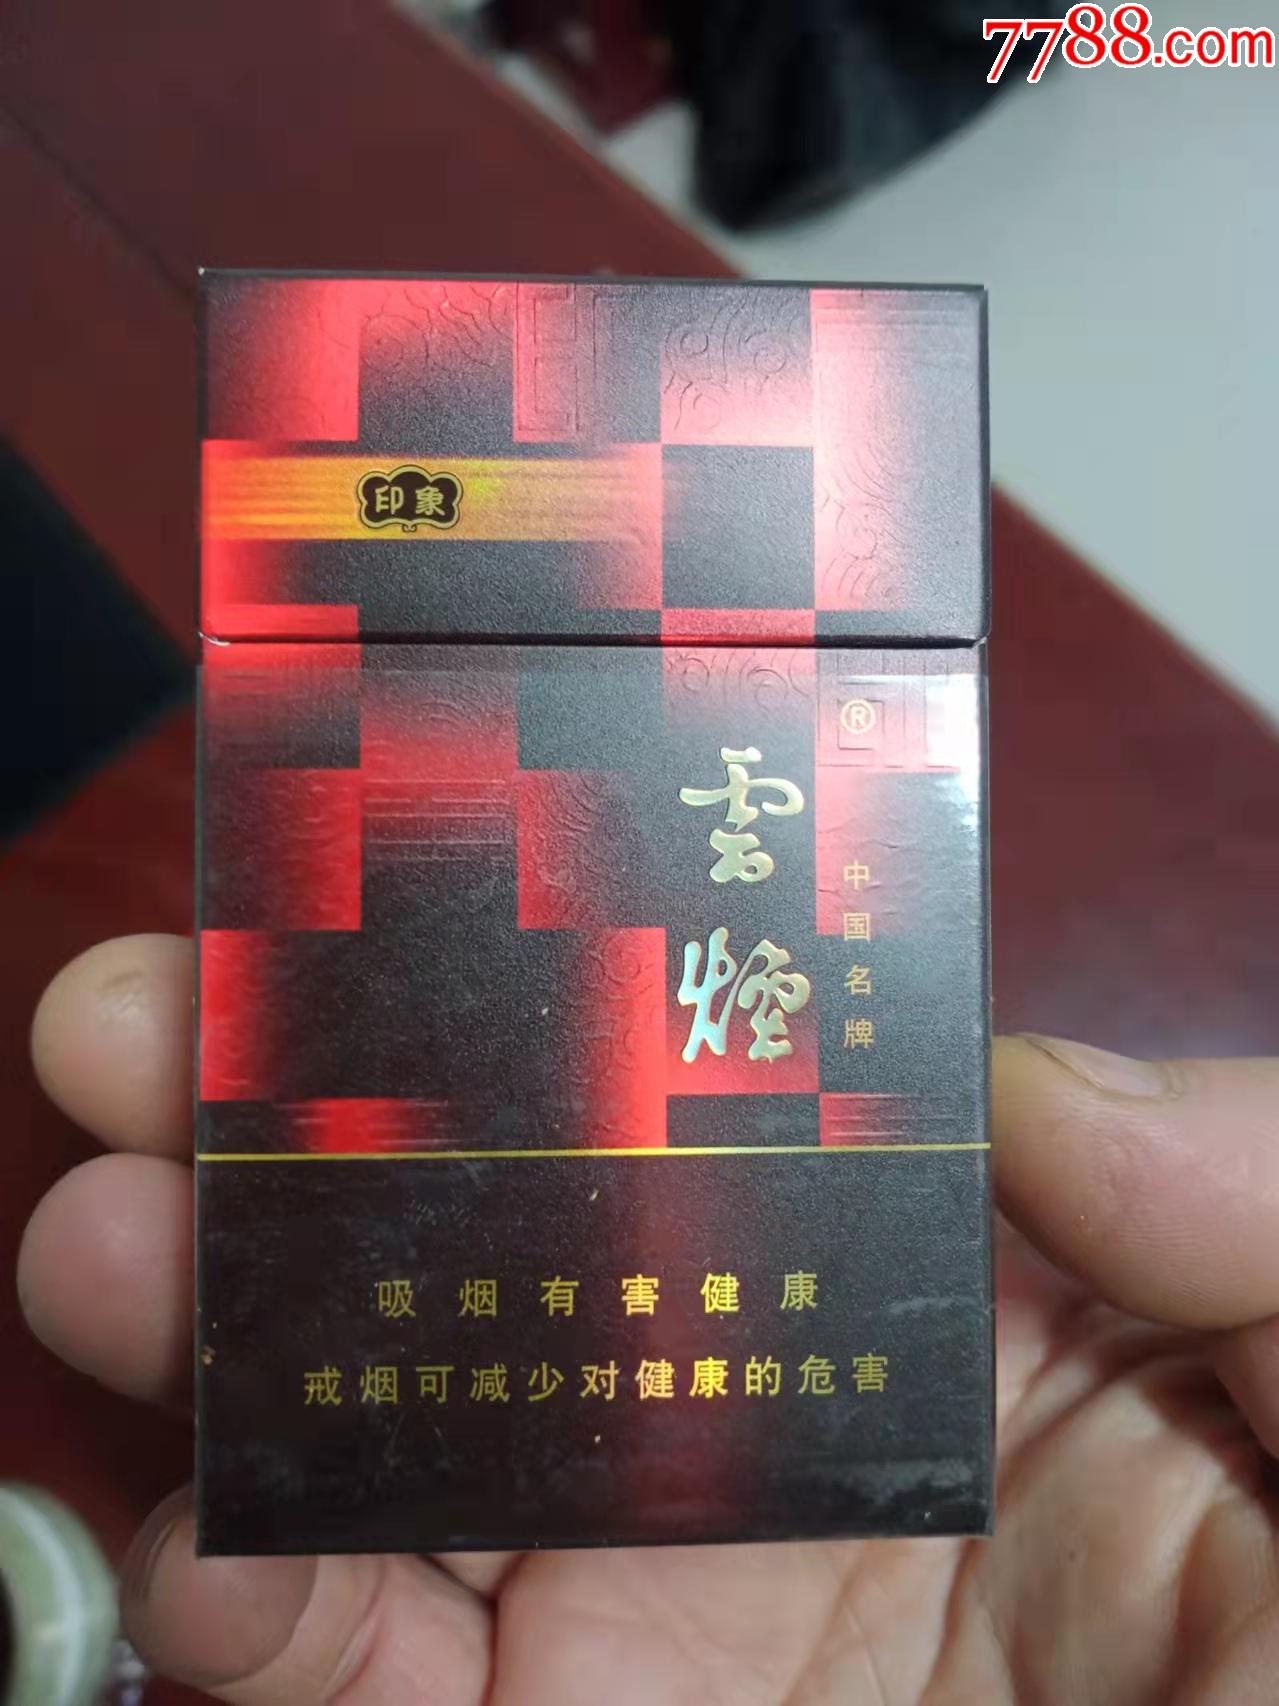 7788.com
印象
®
雲煙
中国名牌
吸烟有害健康
戒烟可减少对健康的危害